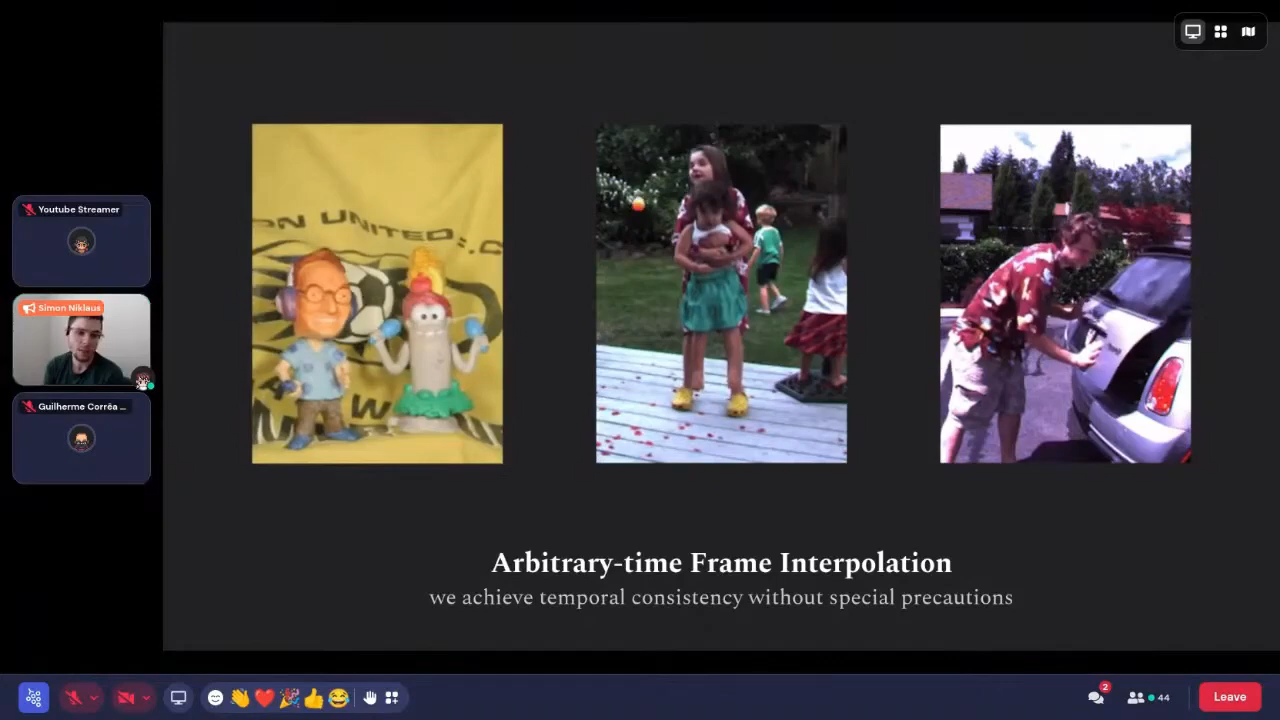 Youtube Streamer
Simon Niklaus
Guilherme Corrêa ...
ON UNITED
Arbitrary-time Frame Interpolation
we achieve temporal consistency without special precautions
2
44
Leave